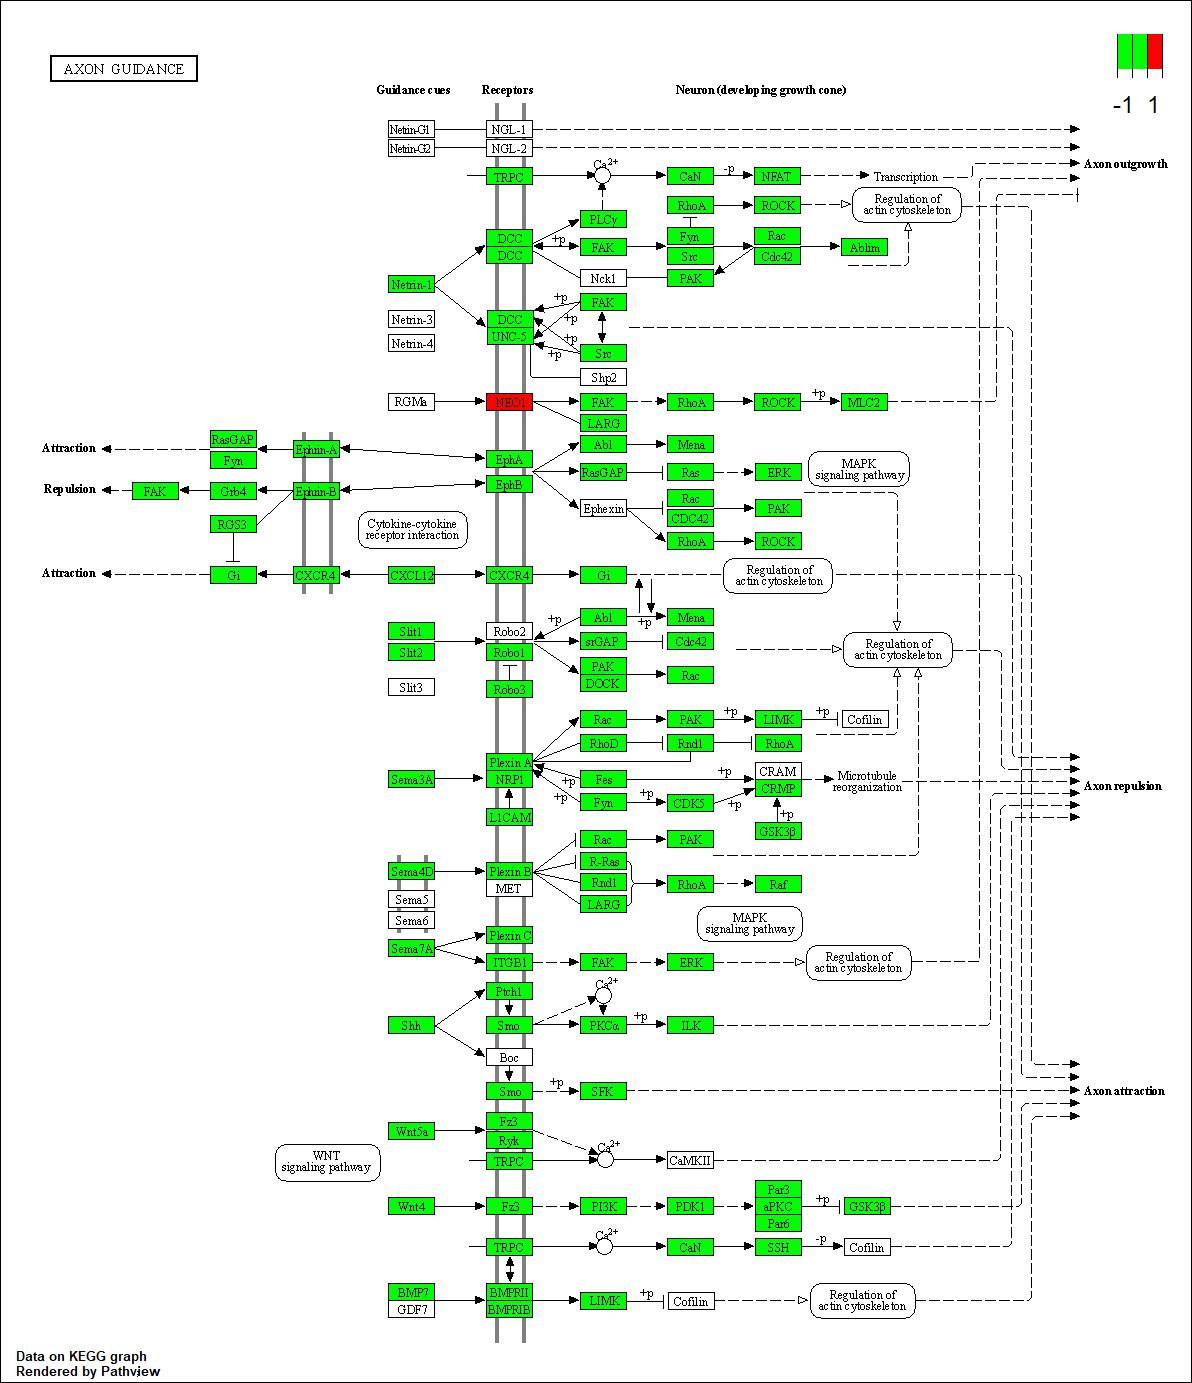 AXON GUIDANCE
-1 1
Guidance cues Receptors Neuron (developing growth cone)
Netrin-G1 NGL-1
Netrin-G2 NGL-2
Axon outgrowth
TRPC Ca2+ CaN -p NFAT Transcription
RhoA ROCK Regulation of
actin cytoskeleton
PLCγ
DCC +p FAK Fyn Rac Ablim
DCC Src Cdc42
Netrin-1 Nck1 PAK
+p FAK
Netrin-3 DCC +p
UNC-5 +p
Netrin-4 +p Src
Shp2
RGMa NEO1 FAK RhoA ROCK +p MLC2
LARG
Attraction RasGAP Ephrin-A Abl Mena
Fyn EphA
RasGAP Ras ERK MAPK
signaling pathway
Repulsion FAK Grb4 Ephrin-B EphB
Rac
Ephexin CDC42 PAK
RGS3 Cytokine-cytokine
receptor interaction
RhoA ROCK
Attraction Gi CXCR4 CXCL12 CXCR4 Gi Regulation of
actin cytoskeleton
+p Abl +p Mena
Slit1 Robo2
Slit2 Robo1 srGAP Cdc42 Regulation of
actin cytoskeleton
PAK
DOCK Rac
Slit3 Robo3
Rac PAK +p LIMK +p Cofilin
RhoD Rnd1 RhoA
Plexin A
Sema3A NRP1 +p Fes +p CRAM Microtubule
CRMP reorganization
Axon repulsion
+p Fyn +p CDK5 +p
L1CAM +p
GSK3β
Rac PAK
Sema4D Plexin B R-Ras
MET Rnd1 RhoA Raf
Sema5 LARG
Sema6 MAPK
signaling pathway
Sema7A Plexin C
ITGB1 FAK ERK Regulation of
actin cytoskeleton
Ptch1 Ca2+
Shh Smo PKCα +p ILK
Boc
Smo +p SFK Axon attraction
Wnt5a Fz3
Ryk
WNT
signaling pathway
TRPC Ca2+ CaMKII
Par3
Wnt4 Fz3 PI3K PDK1 aPKC +p GSK3β
Par6
TRPC Ca2+ CaN SSH -p Cofilin
BMP7 BMPRII
GDF7 BMPRIB LIMK +p Cofilin Regulation of
actin cytoskeleton
Data on KEGG graph
Rendered by Pathview